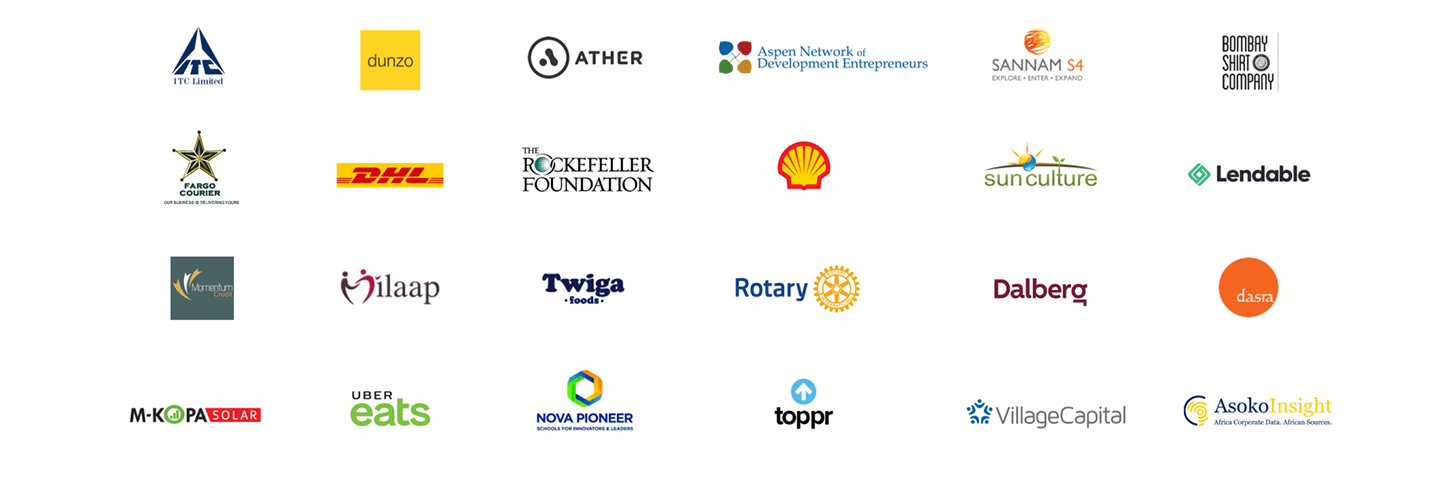 ITC
ITC Limited
dunzo
ATHER
Aspen Network of
Development Entrepreneurs
SANNAM S4
EXPLORE • ENTER • EXPAND
BOMBAY
SHIRT
COMPANY
FARGO
COURIER
OUR BUSINESS IS DELIVERING YOURS
DHL
THE
ROCKEFELLER
FOUNDATION
sunculture
Lendable
Momentum
Credit
Milaap
Twiga
• foods •
Rotary
Dalberg
dasra
M-KOPA SOLAR
UBER
eats
NOVA PIONEER
SCHOOLS FOR INNOVATORS & LEADERS
toppr
VillageCapital
AsokoInsight
Africa Corporate Data. African Sources.